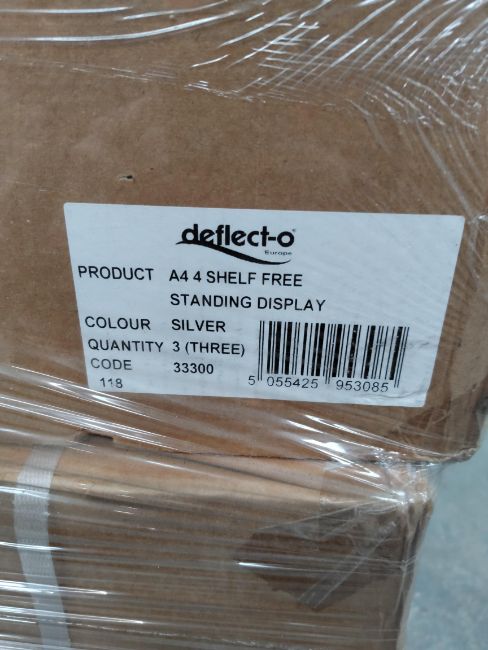 deflect-o®
Europe
PRODUCT A4 4 SHELF FREE
STANDING DISPLAY
COLOUR SILVER
QUANTITY 3 (THREE)
CODE 33300
118
5 055425 953085